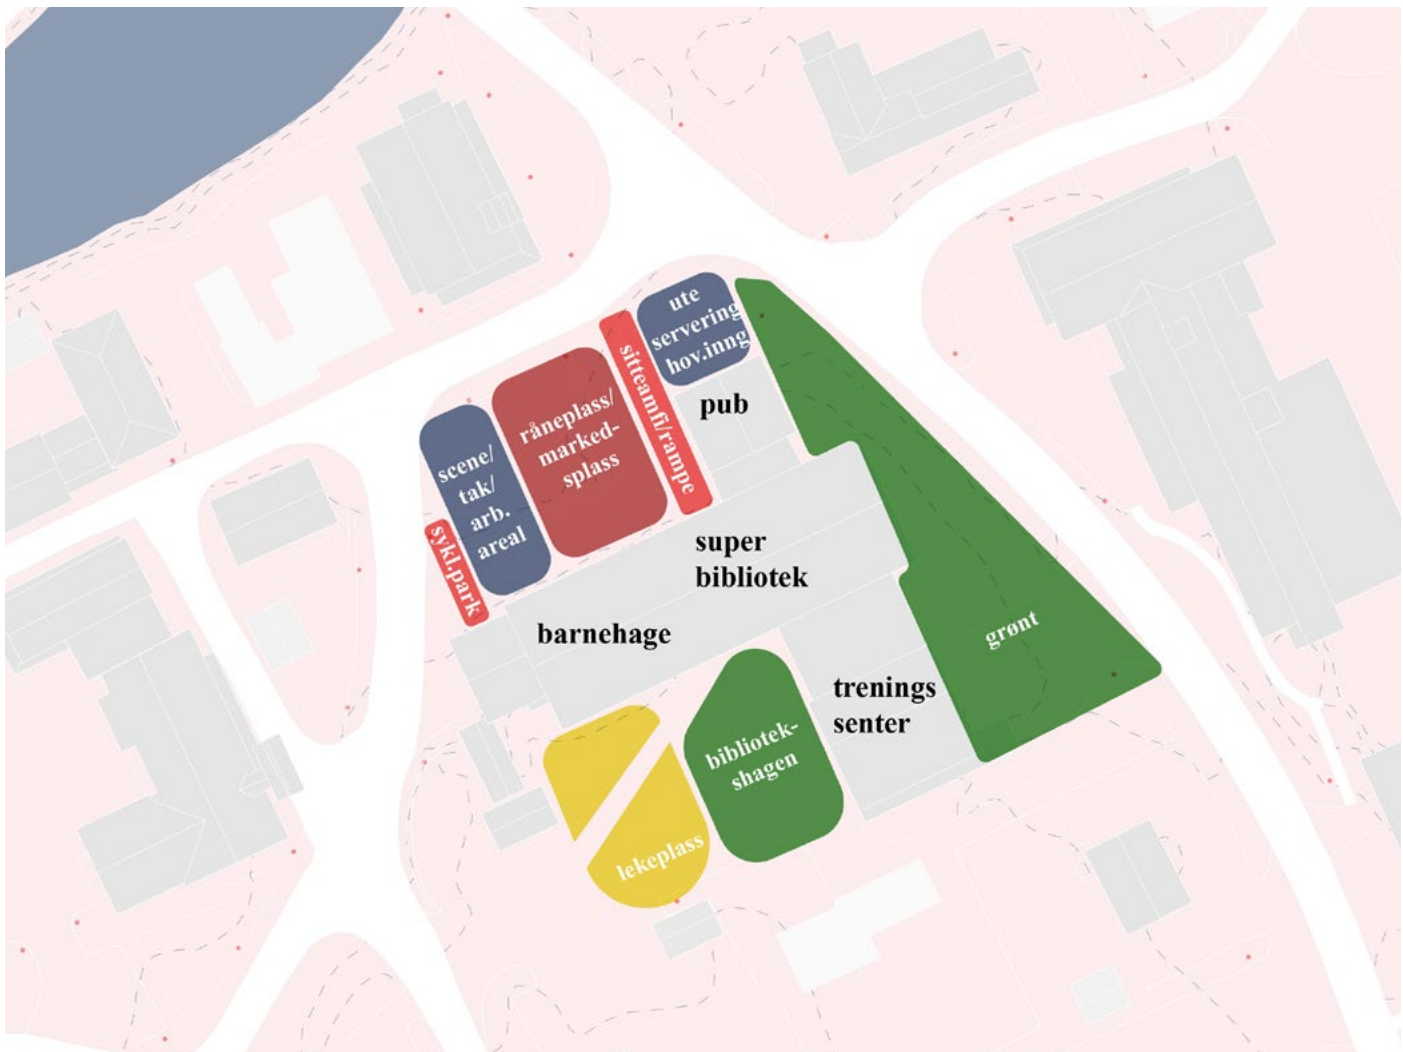 ute
servering
hov.inng
pub
sitteamfi/rampe
råneplass/
marked-
splass
scene/
tak/
arb.
areal
sykl.park
super
bibliotek
barnehage
grønt
trenings
senter
bibliotek-
shagen
lekeplass